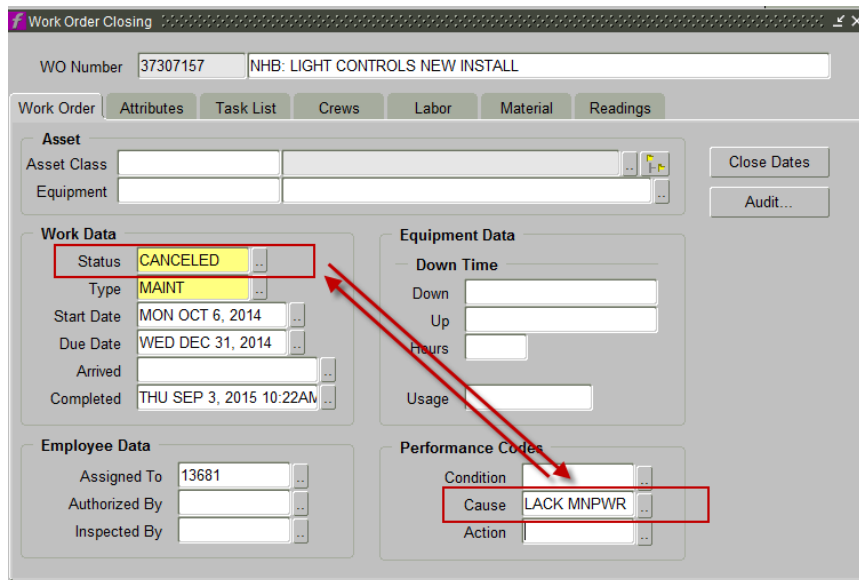 Work Order Closing
WO Number 37307157 NHB: LIGHT CONTROLS NEW INSTALL
Work Order Attributes Task List Crews Labor Material Readings
Asset
Asset Class .. Close Dates
Equipment .. Audit...
Work Data
Status CANCELED ..
Type MAINT ..
Start Date MON OCT 6, 2014 ..
Due Date WED DEC 31, 2014 ..
Arrived ..
Completed THU SEP 3, 2015 10:22AM ..
Equipment Data
Down Time
Down
Up
Hours
Usage
Employee Data
Assigned To 13681 ..
Authorized By ..
Inspected By ..
Performance Codes
Condition ..
Cause LACK MNPWR ..
Action ..